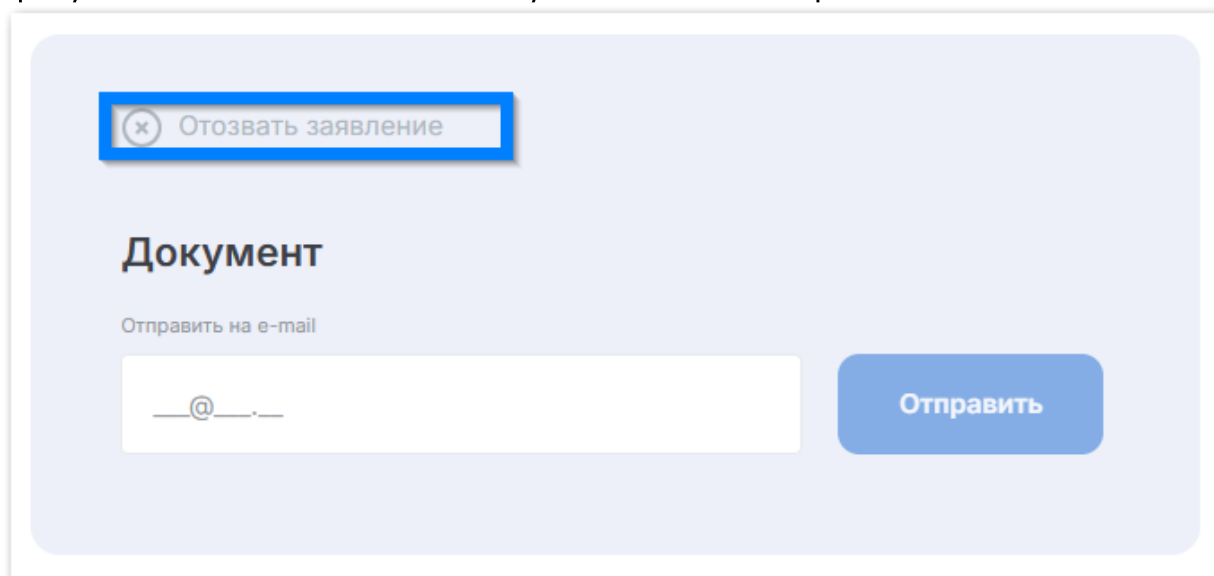 Отозвать заявление
Документ
Отправить на e-mail
___@___.__
Отправить